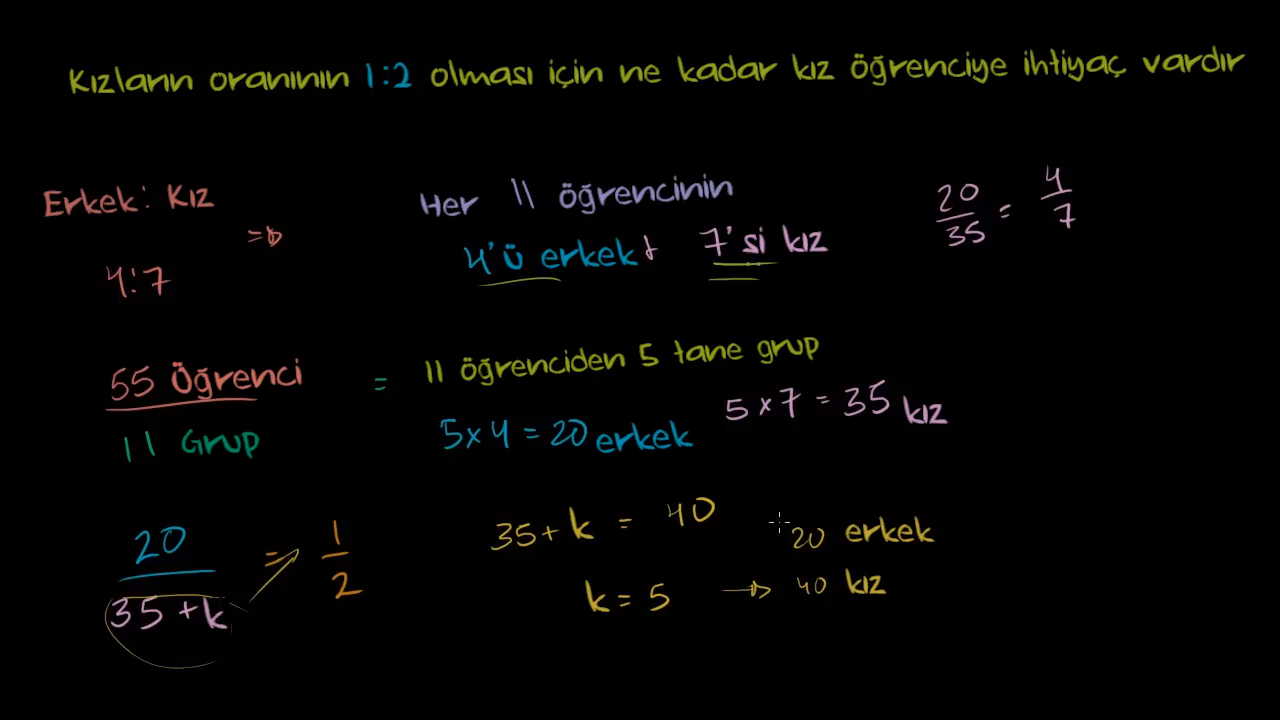 Kızların oranının 1:2 olması için ne kadar kız öğrenciye ihtiyaç vardır
Erkek: Kız
=>
4:7
Her 11 öğrencinin
4'ü erkek + 7'si kız
20/35 = 4/7
55 Öğrenci
11 Grup
= 11 öğrenciden 5 tane grup
5x4 = 20 erkek
5x7 = 35 kız
20/35+k = 1/2
35+k = 40
k = 5 → 20 erkek
40 kız